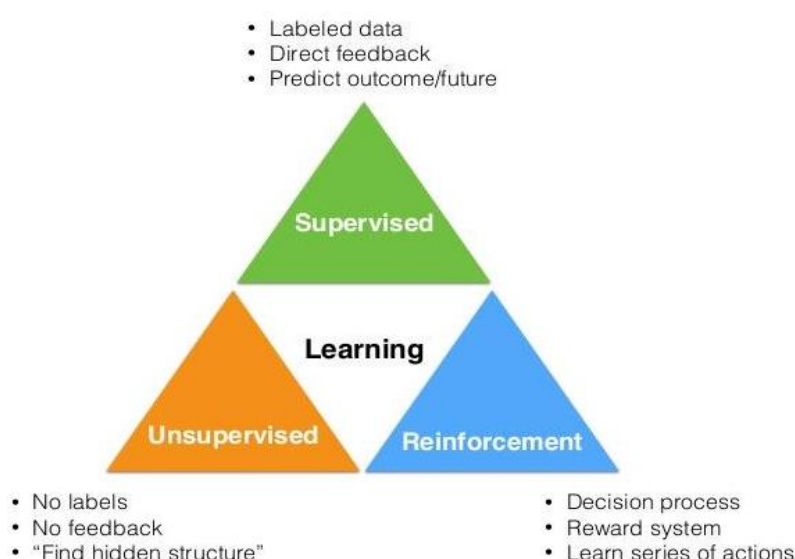 • Labeled data
• Direct feedback
• Predict outcome/future
Supervised
Learning
Unsupervised
Reinforcement
• No labels
• No feedback
• “Find hidden structure”
• Decision process
• Reward system
• Learn series of actions